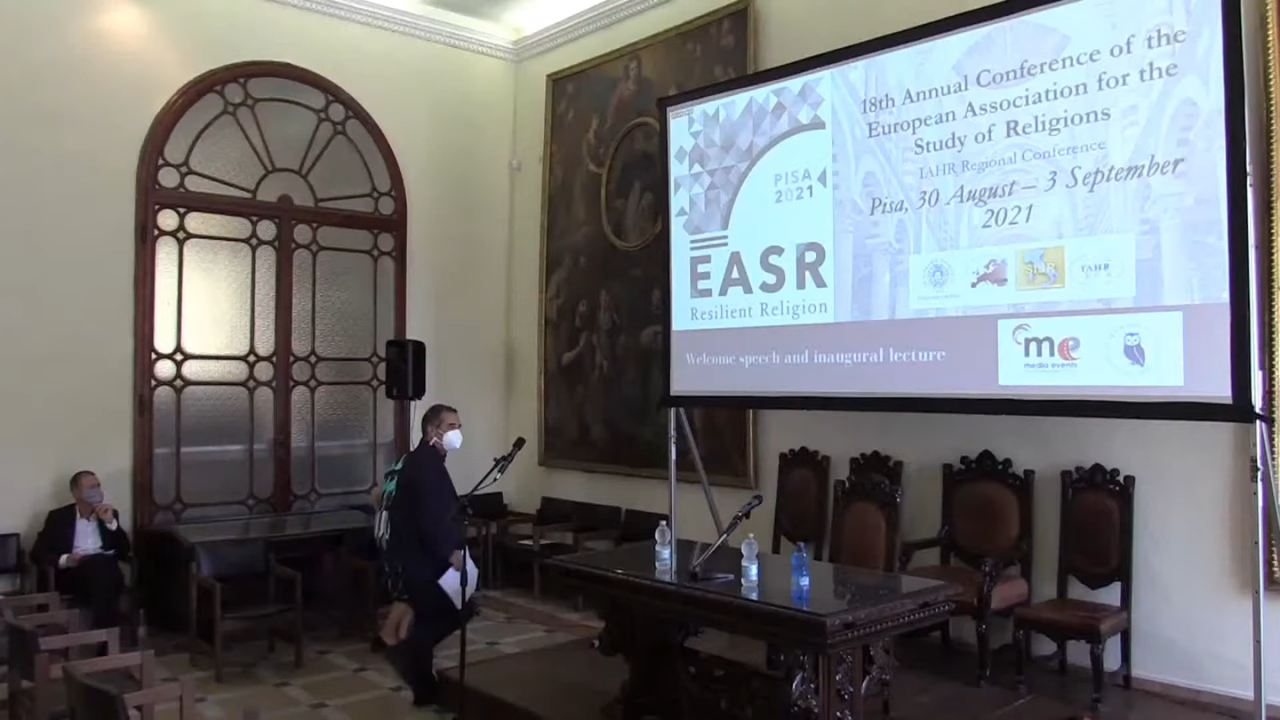 PISA
2021
EASR
Resilient Religion
18th Annual Conference of the
European Association for the
Study of Religions
IAHR Regional Conference
Pisa, 30 August – 3 September
2021
IAHR
Welcome speech and inaugural lecture
me
media events